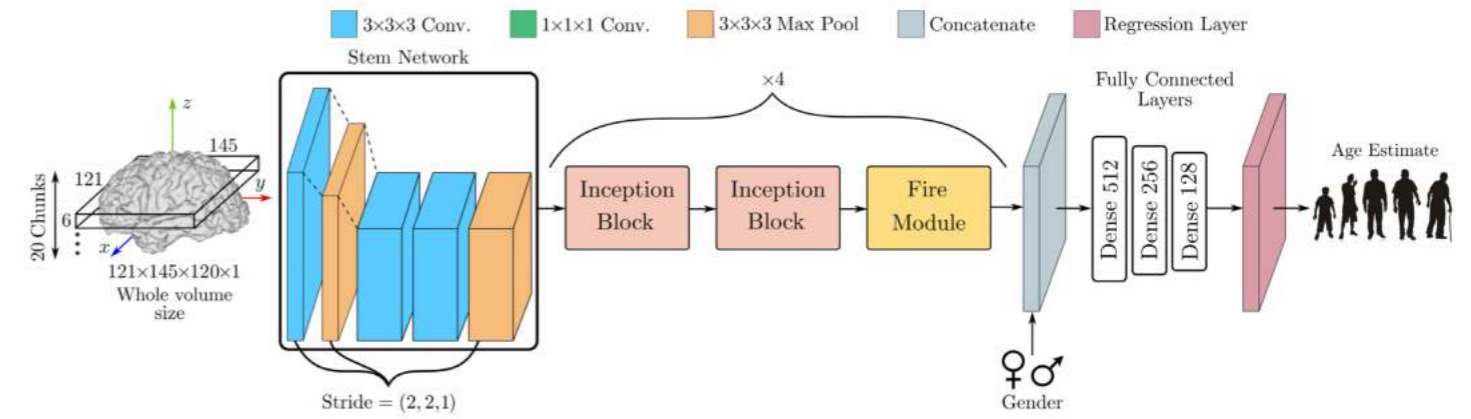 3×3×3 Conv.
1×1×1 Conv.
3×3×3 Max Pool
Concatenate
Regression Layer
Stem Network
×4
Fully Connected
Layers
z
145
121
y
6
x
20 Chunks
121×145×120×1
Whole volume
size
Inception
Block
Inception
Block
Fire
Module
Dense 512
Dense 256
Dense 128
Age Estimate
Stride = (2,2,1)
Gender